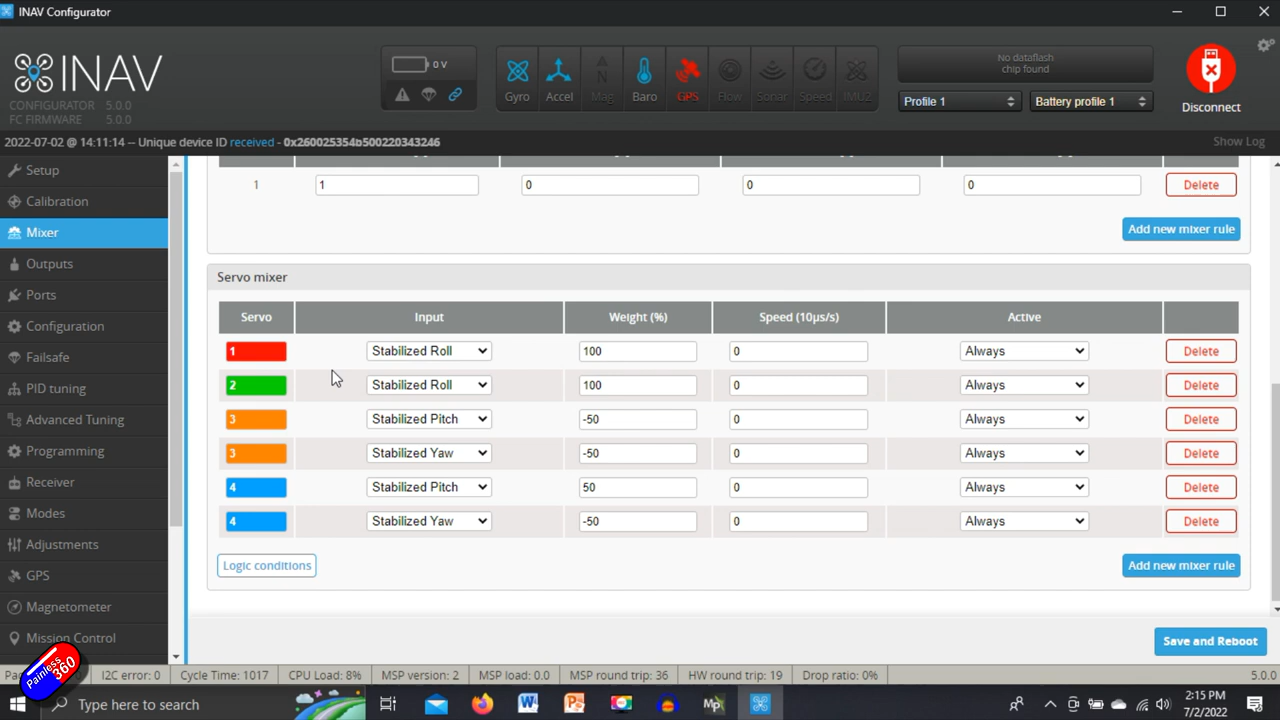 INAV Configurator
INAV
CONFIGURATOR 5.0.0
FC FIRMWARE 5.0.0
0 V
Gyro Accel Mag Baro GPS Flow Sonar Speed IMU2
No dataflash
chip found
Profile 1 Battery profile 1
Disconnect
2022-07-02 @ 14:11:14 -- Unique device ID received - 0x260025354b500220343246
Show Log
Setup
Calibration
Mixer
Outputs
Ports
Configuration
Failsafe
PID tuning
Advanced Tuning
Programming
Receiver
Modes
Adjustments
GPS
Magnetometer
Mission Control
1 1 0 0 0 Delete
Add new mixer rule
Servo mixer
Servo Input Weight (%) Speed (10µs/s) Active
1 Stabilized Roll 100 0 Always Delete
2 Stabilized Roll 100 0 Always Delete
3 Stabilized Pitch -50 0 Always Delete
3 Stabilized Yaw -50 0 Always Delete
4 Stabilized Pitch 50 0 Always Delete
4 Stabilized Yaw -50 0 Always Delete
Logic conditions Add new mixer rule
Save and Reboot
Painless 360
I2C error: 0 Cycle Time: 1017 CPU Load: 8% MSP version: 2 MSP load: 0.0 MSP round trip: 36 HW round trip: 19 Drop ratio: 0% 5.0.0
Type here to search
2:15 PM
7/2/2022